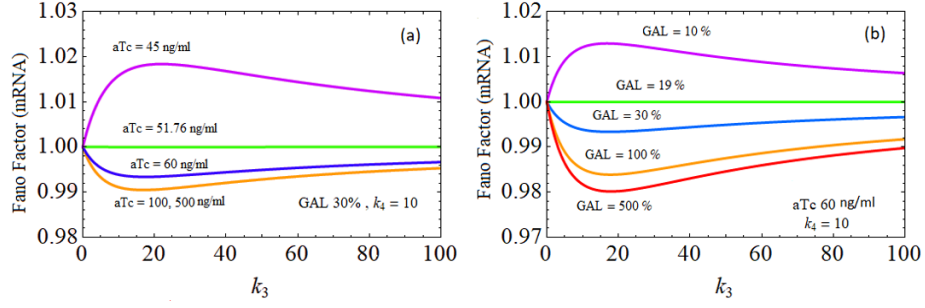 1.03
1.02
1.01
1.00
0.99
0.98
Fano Factor (mRNA)
(a)
aTc = 45 ng/ml
aTc = 51.76 ng/ml
aTc = 60 ng/ml
aTc = 100, 500 ng/ml
GAL 30% , k₄ = 10
0 20 40 60 80 100
k₃
1.02
1.01
1.00
0.99
0.98
0.97
Fano Factor (mRNA)
(b)
GAL = 10 %
GAL = 19 %
GAL = 30 %
GAL = 100 %
GAL = 500 %
aTc 60 ng/ml
k₄ = 10
0 20 40 60 80 100
k₃